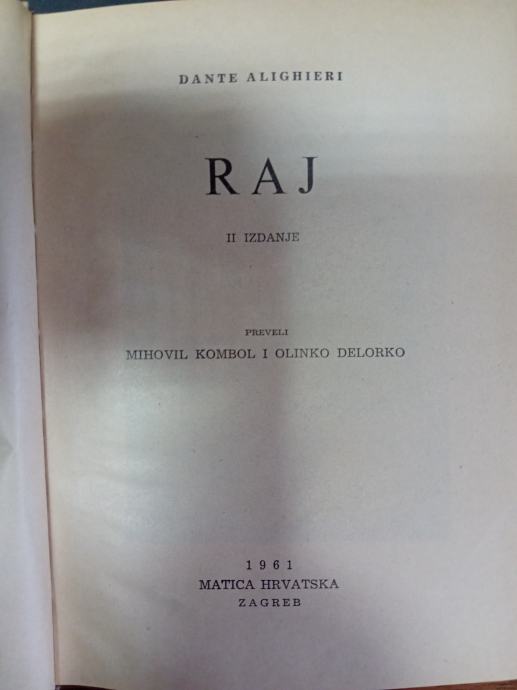 DANTE ALIGHIERI
RAJ
II IZDANJE
PREVELI
MIHOVIL KOMBOL I OLINKO DELORKO
1961
MATICA HRVATSKA
ZAGREB